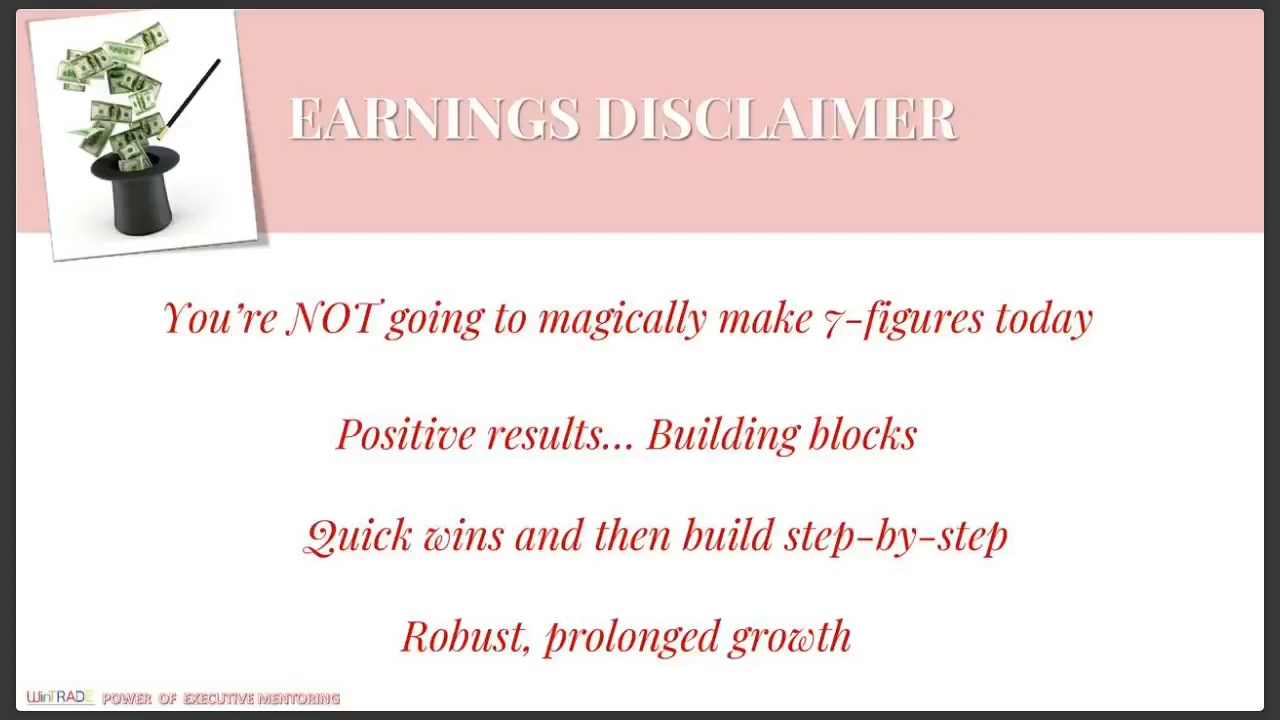 EARNINGS DISCLAIMER
You're NOT going to magically make 7-figures today
Positive results... Building blocks
Quick wins and then build step-by-step
Robust, prolonged growth
WinTRADE POWER OF EXECUTIVE MENTORING